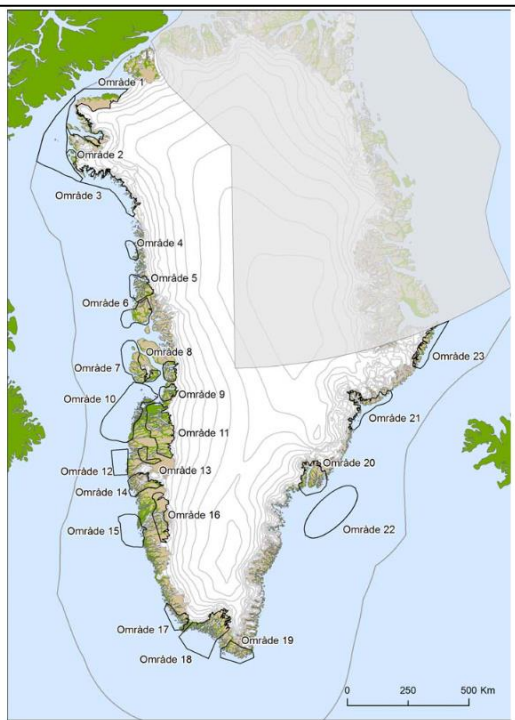 Område 1
Område 2
Område 3
Område 4
Område 5
Område 6
Område 8
Område 7
Område 23
Område 9
Område 10
Område 21
Område 11
Område 12
Område 13
Område 20
Område 14
Område 16
Område 22
Område 15
Område 17
Område 19
Område 18
0 250 500 Km